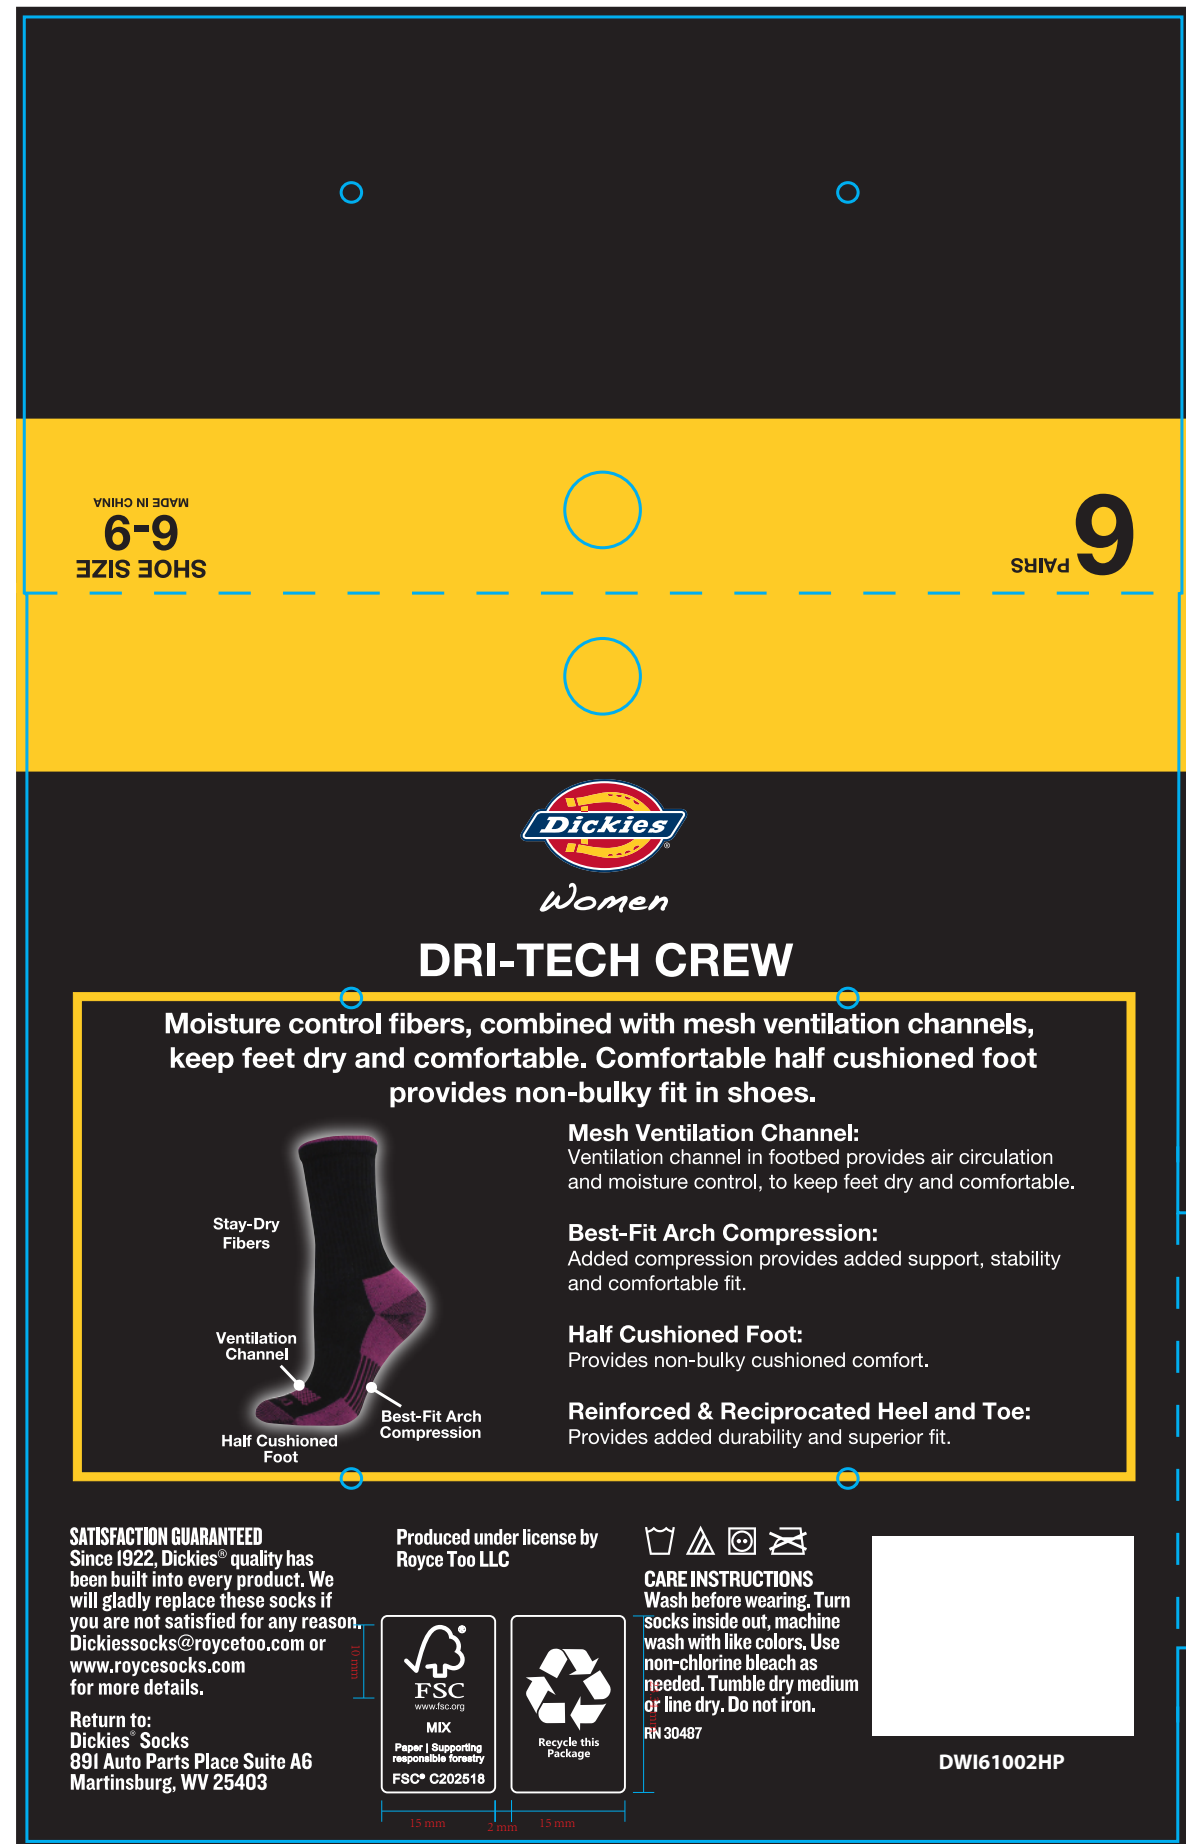 MADE IN CHINA
6-9
SHOE SIZE
6 PAIRS
Dickies®
Women
DRI-TECH CREW
Moisture control fibers, combined with mesh ventilation channels,
keep feet dry and comfortable. Comfortable half cushioned foot
provides non-bulky fit in shoes.
Stay-Dry
Fibers
Ventilation
Channel
Best-Fit Arch
Compression
Half Cushioned
Foot
Mesh Ventilation Channel:
Ventilation channel in footbed provides air circulation
and moisture control, to keep feet dry and comfortable.
Best-Fit Arch Compression:
Added compression provides added support, stability
and comfortable fit.
Half Cushioned Foot:
Provides non-bulky cushioned comfort.
Reinforced & Reciprocated Heel and Toe:
Provides added durability and superior fit.
SATISFACTION GUARANTEED
Since 1922, Dickies® quality has
been built into every product. We
will gladly replace these socks if
you are not satisfied for any reason.
Dickiessocks@roycetoo.com or
www.roycesocks.com
for more details.
Return to:
Dickies® Socks
891 Auto Parts Place Suite A6
Martinsburg, WV 25403
Produced under license by
Royce Too LLC
10 mm
®
FSC
www.fsc.org
MIX
Paper | Supporting
responsible forestry
FSC® C202518
Recycle this
Package
15 mm
2 mm
15 mm
CARE INSTRUCTIONS
Wash before wearing. Turn
socks inside out, machine
wash with like colors. Use
non-chlorine bleach as
needed. Tumble dry medium
or line dry. Do not iron.
RN 30487
DWI61002HP